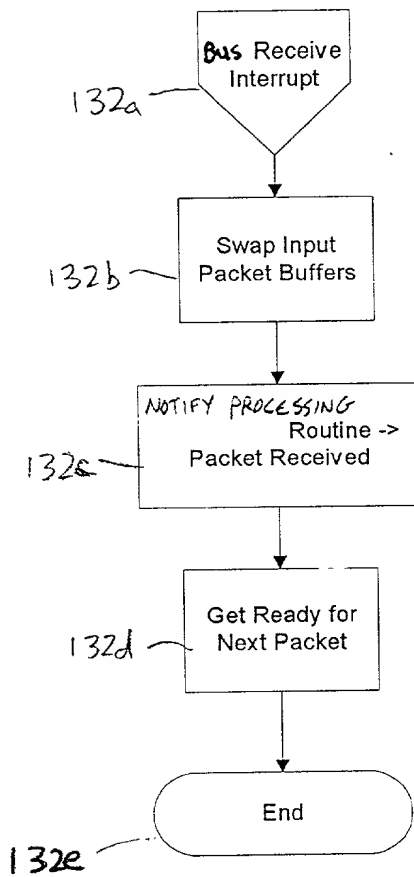 Bus Receive
Interrupt
132a
Swap Input
Packet Buffers
132b
NOTIFY PROCESSING
Routine ->
Packet Received
132c
Get Ready for
Next Packet
132d
End
132e